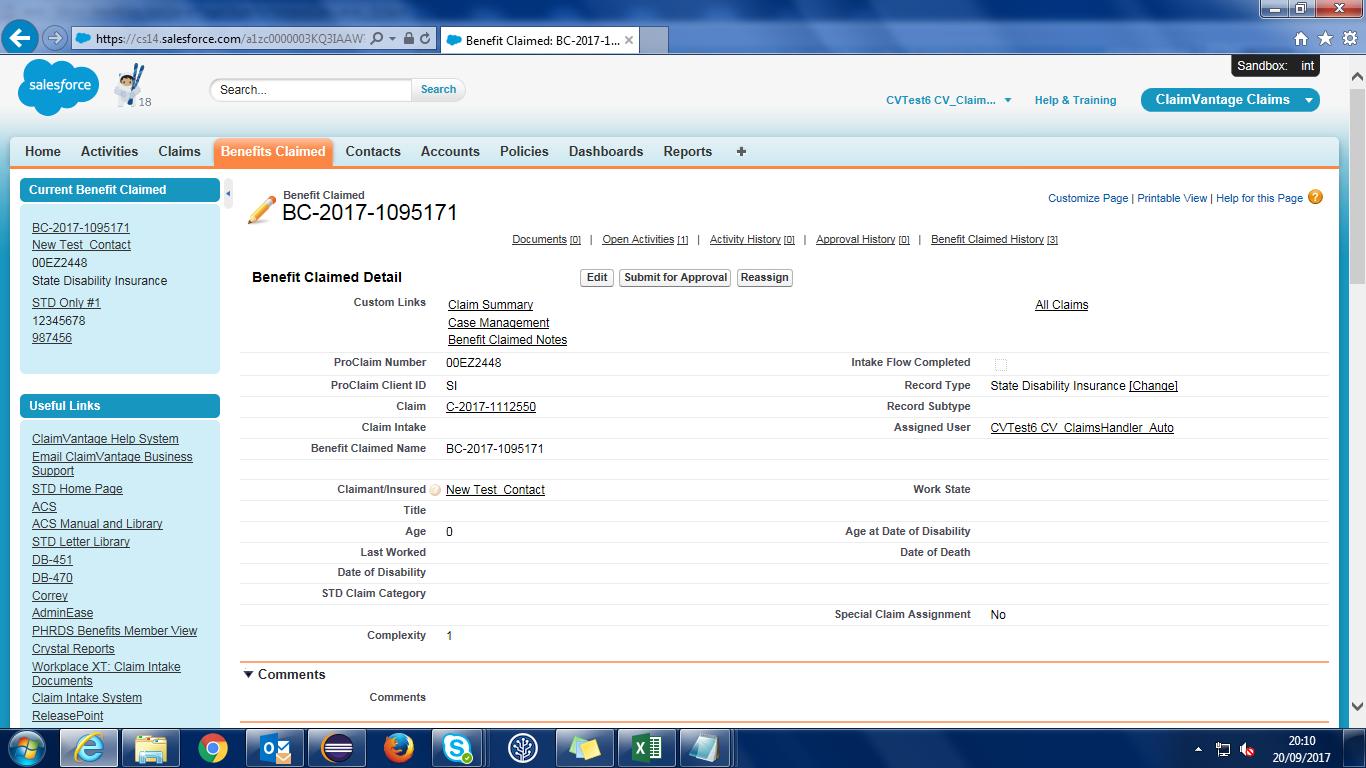 https://cs14.salesforce.com/a1zc0000003KQ3IAAW
Benefit Claimed: BC-2017-1...
Sandbox: int
salesforce
18
Search...
Search
CVTest6 CV_Claim...
Help & Training
ClaimVantage Claims
Home
Activities
Claims
Benefits Claimed
Contacts
Accounts
Policies
Dashboards
Reports
+
Current Benefit Claimed
BC-2017-1095171
New Test_Contact
00EZ2448
State Disability Insurance
STD Only #1
12345678
987456
Useful Links
ClaimVantage Help System
Email ClaimVantage Business
Support
STD Home Page
ACS
ACS Manual and Library
STD Letter Library
DB-451
DB-470
Correy
AdminEase
PHRDS Benefits Member View
Crystal Reports
Workplace XT: Claim Intake
Documents
Claim Intake System
ReleasePoint
Benefit Claimed
BC-2017-1095171
Customize Page | Printable View | Help for this Page ?
Documents [0] | Open Activities [1] | Activity History [0] | Approval History [0] | Benefit Claimed History [3]
Benefit Claimed Detail
Edit
Submit for Approval
Reassign
Custom Links Claim Summary All Claims
Case Management
Benefit Claimed Notes
ProClaim Number 00EZ2448 Intake Flow Completed
ProClaim Client ID SI Record Type State Disability Insurance [Change]
Claim C-2017-1112550 Record Subtype
Claim Intake Assigned User CVTest6 CV_ClaimsHandler_Auto
Benefit Claimed Name BC-2017-1095171
Claimant/Insured New Test_Contact Work State
Title
Age 0 Age at Date of Disability
Last Worked Date of Death
Date of Disability
STD Claim Category
Special Claim Assignment No
Complexity 1
Comments
Comments
20:10
20/09/2017